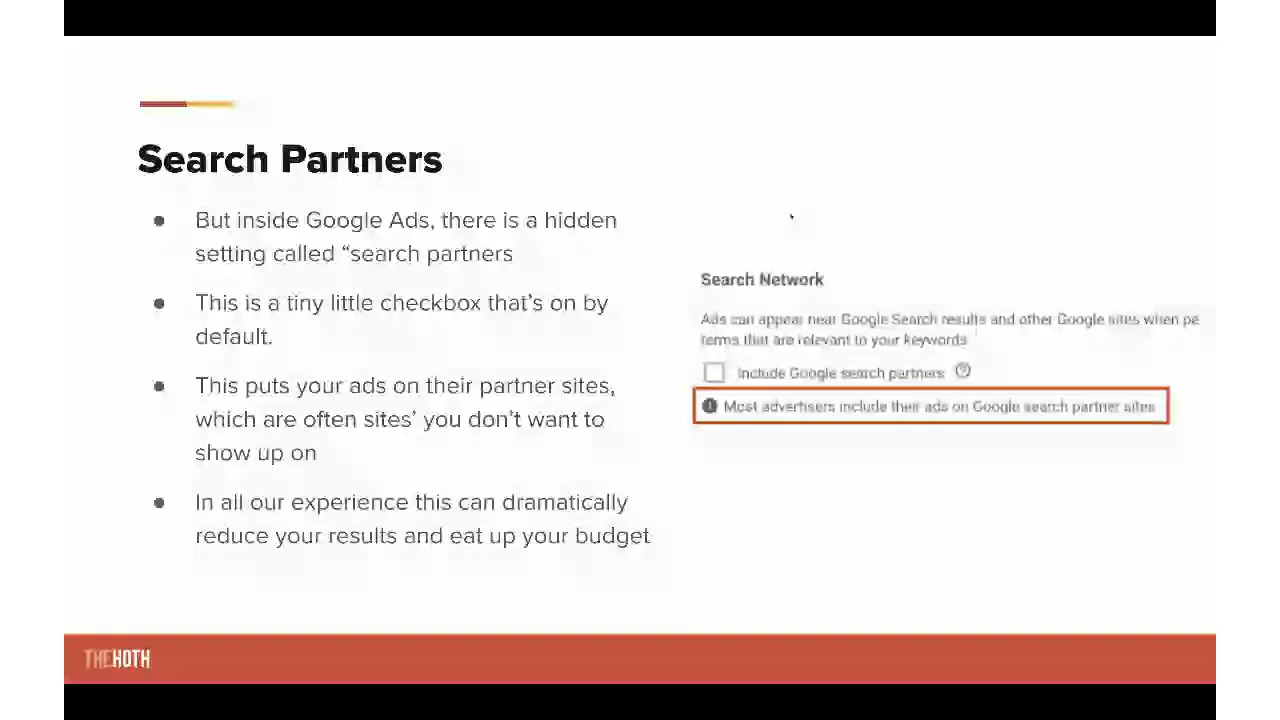 Search Partners
● But inside Google Ads, there is a hidden
setting called “search partners
● This is a tiny little checkbox that’s on by
default.
● This puts your ads on their partner sites,
which are often sites’ you don’t want to
show up on
● In all our experience this can dramatically
reduce your results and eat up your budget
Search Network
Ads can appear near Google Search results and other Google sites when pe
terms that are relevant to your keywords
Include Google search partners
Most advertisers include their ads on Google search partner sites
THEHOTH